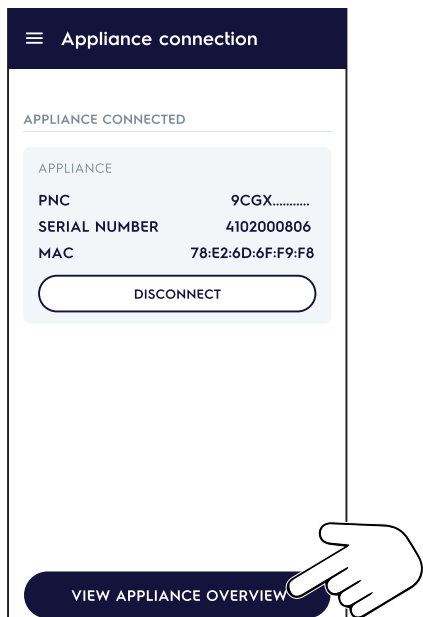 Appliance connection
APPLIANCE CONNECTED
APPLIANCE
PNC 9CGX...........
SERIAL NUMBER 4102000806
MAC 78:E2:6D:6F:F9:F8
DISCONNECT
VIEW APPLIANCE OVERVIEW